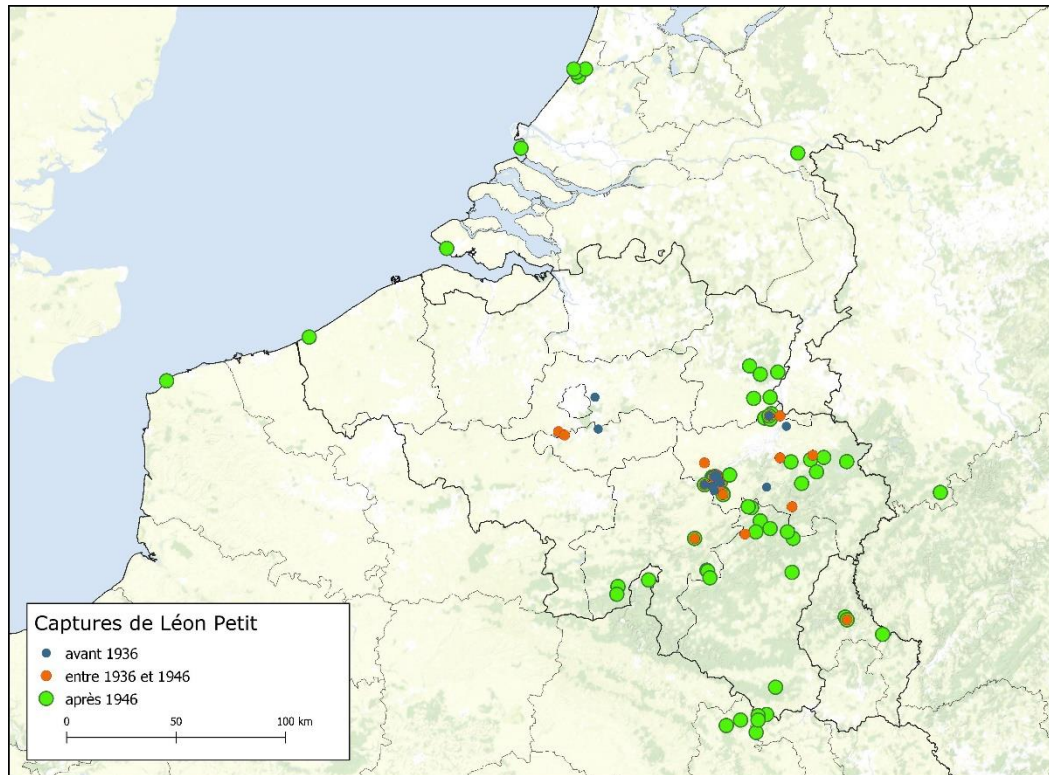 Captures de Léon Petit
avant 1936
entre 1936 et 1946
après 1946
0 50 100 km